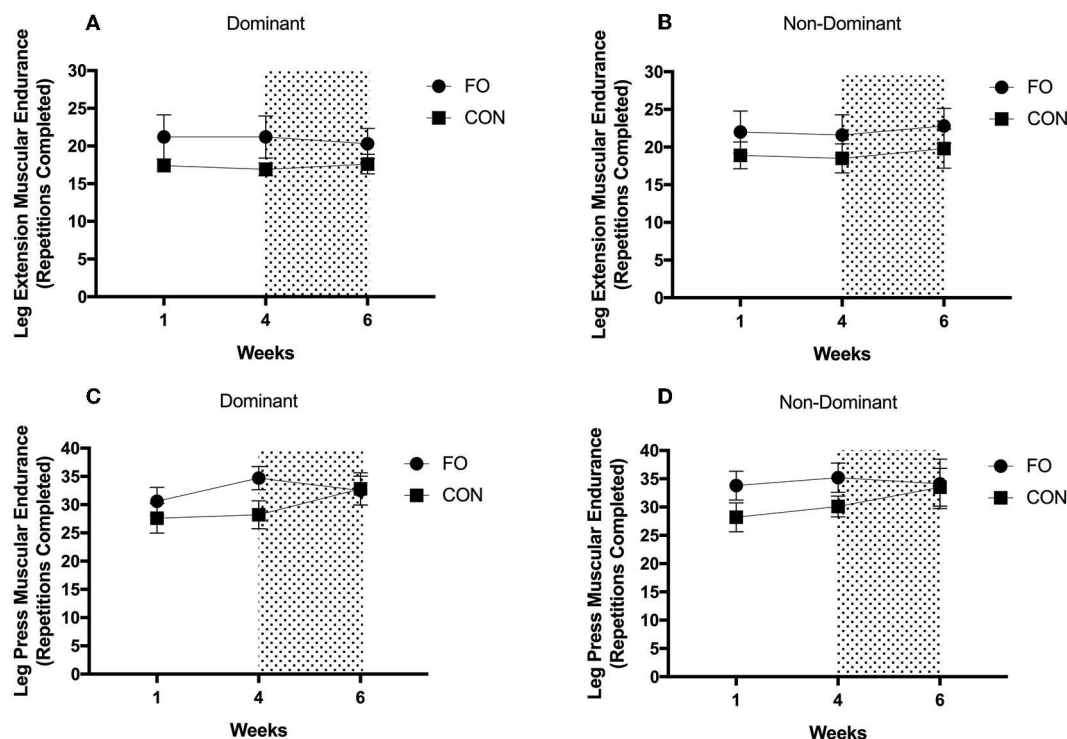 A
Dominant
Leg Extension Muscular Endurance
(Repetitions Completed)
30
25
20
15
10
5
0
1
4
6
Weeks
FO
CON
B
Non-Dominant
Leg Extension Muscular Endurance
(Repetitions Completed)
30
25
20
15
10
5
0
1
4
6
Weeks
FO
CON
C
Dominant
Leg Press Muscular Endurance
(Repetitions Completed)
40
35
30
25
20
15
10
5
0
1
4
6
Weeks
FO
CON
D
Non-Dominant
Leg Press Muscular Endurance
(Repetitions Completed)
40
35
30
25
20
15
10
5
0
1
4
6
Weeks
FO
CON